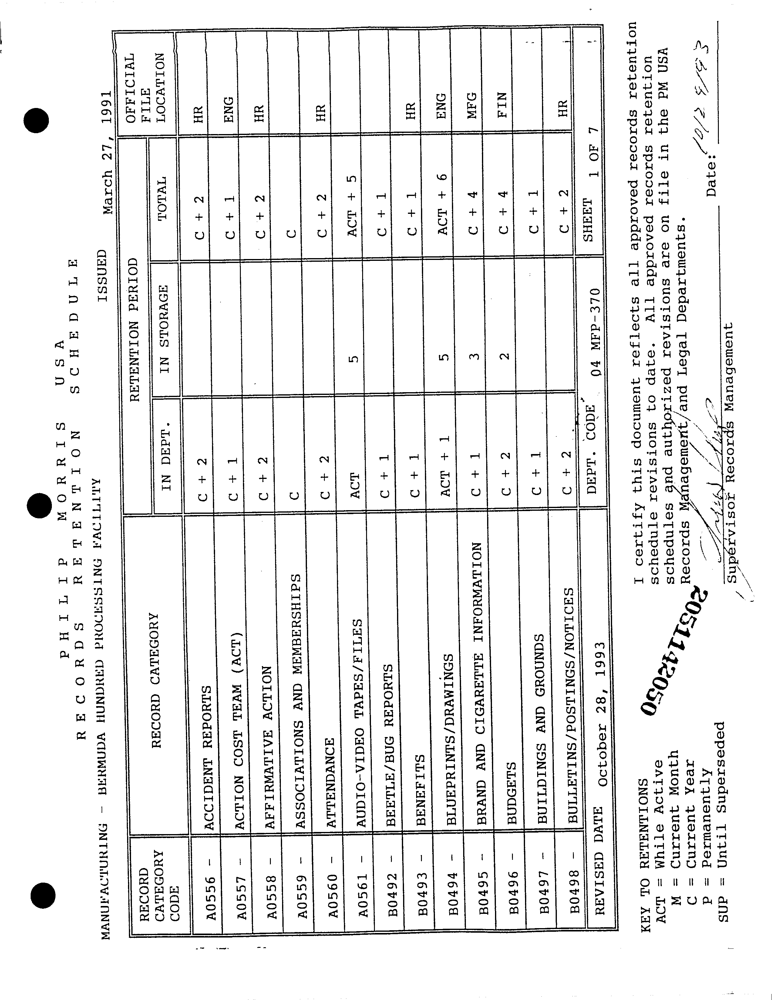 PHILIP MORRIS USA
RECORDS RETENTION SCHEDULE
MANUFACTURING - BERMUDA HUNDRED PROCESSING FACILITY ISSUED March 27, 1991
RECORD CATEGORY CODE RECORD CATEGORY RETENTION PERIOD OFFICIAL FILE LOCATION
IN DEPT. IN STORAGE TOTAL
A0556 - ACCIDENT REPORTS C + 2 C + 2 HR
A0557 - ACTION COST TEAM (ACT) C + 1 C + 1 ENG
A0558 - AFFIRMATIVE ACTION C + 2 C + 2 HR
A0559 - ASSOCIATIONS AND MEMBERSHIPS C C
A0560 - ATTENDANCE C + 2 C + 2 HR
A0561 - AUDIO-VIDEO TAPES/FILES ACT 5 ACT + 5
B0492 - BEETLE/BUG REPORTS C + 1 C + 1
B0493 - BENEFITS C + 1 C + 1 HR
B0494 - BLUEPRINTS/DRAWINGS ACT + 1 5 ACT + 6 ENG
B0495 - BRAND AND CIGARETTE INFORMATION C + 1 3 C + 4 MFG
B0496 - BUDGETS C + 2 2 C + 4 FIN
B0497 - BUILDINGS AND GROUNDS C + 1 C + 1
B0498 - BULLETINS/POSTINGS/NOTICES C + 2 C + 2 HR
REVISED DATE October 28, 1993 DEPT. CODE 04 MFP-370 SHEET 1 OF 7
KEY TO RETENTIONS
ACT = While Active
M = Current Month
C = Current Year
P = Permanently
SUP = Until Superseded
2051142050
I certify this document reflects all approved records retention
schedule revisions to date. All approved records retention
schedules and authorized revisions are on file in the PM USA
Records Management and Legal Departments.
Date: 10/28/93
Supervisor Records Management